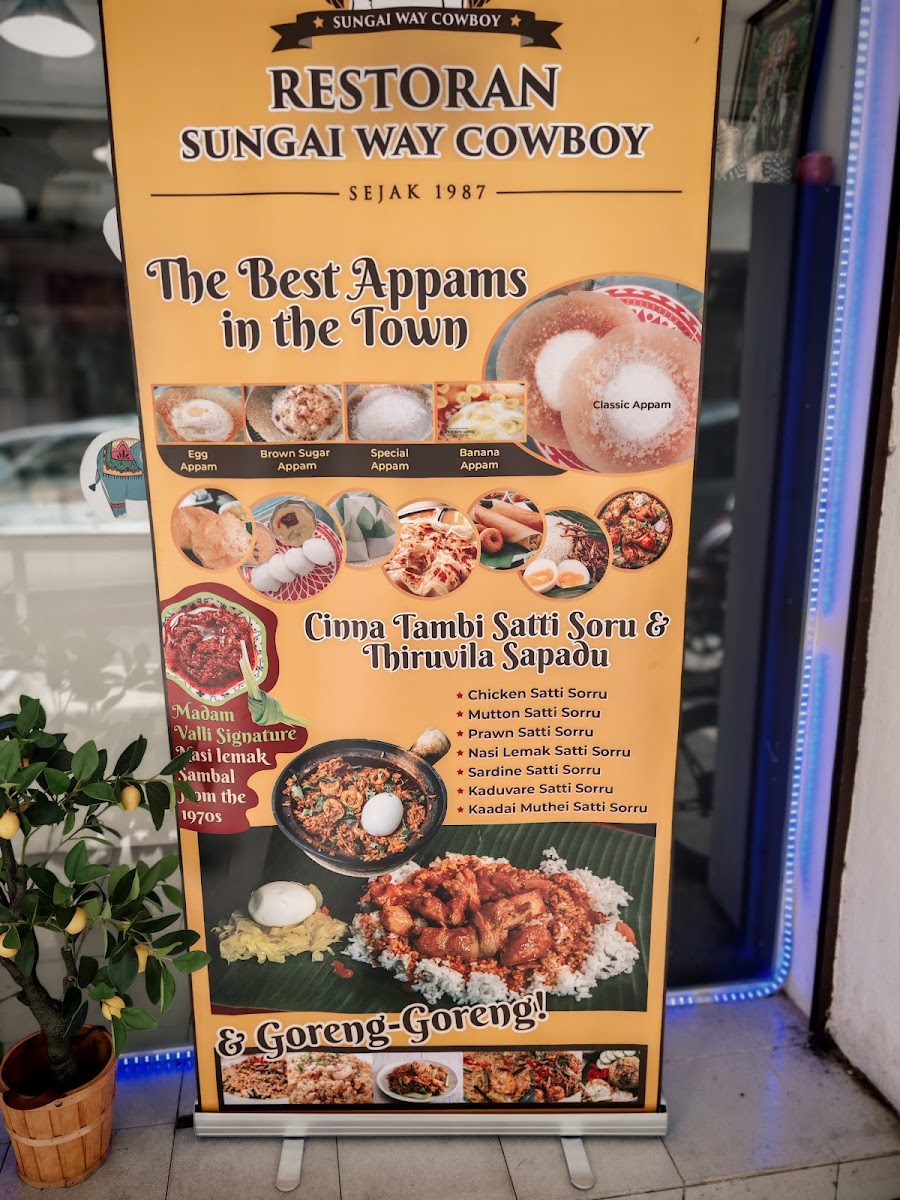 SUNGAI WAY COWBOY
RESTORAN
SUNGAI WAY COWBOY
SEJAK 1987
The Best Appams
in the Town
Classic Appam
Egg
Appam
Brown Sugar
Appam
Special
Appam
Banana
Appam
Cinna Tambi Satti Soru &
Thiruvila Sapadu
Chicken Satti Sorru
Mutton Satti Sorru
Prawn Satti Sorru
Nasi Lemak Satti Sorru
Sardine Satti Sorru
Kaduvare Satti Sorru
Kaadai Muthei Satti Sorru
Madam
Valli Signature
Nasi lemak
Sambal
from the
1970s
& Goreng-Goreng!